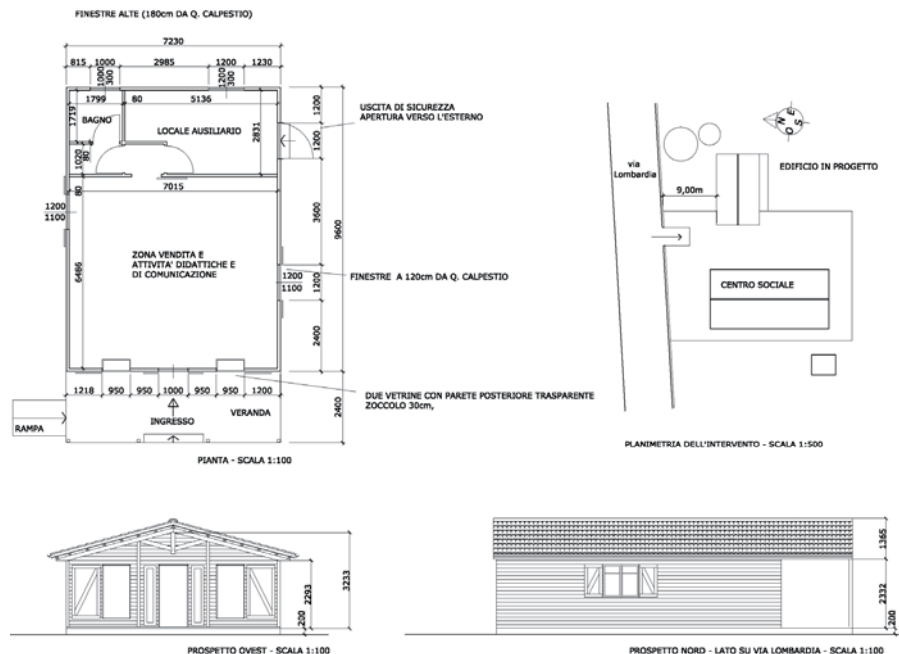 FINESTRE ALTE (180cm DA Q. CALPESTIO)
7230
815 1000 2985 1200 1230
1000
300
1200
300
1799 80 5136
1719
BAGNO
LOCALE AUSILIARIO
2831
1020
80
80
7015
1200
1100
6486
ZONA VENDITA E
ATTIVITA' DIDATTICHE E
DI COMUNICAZIONE
1200
1200
3600
1200
2400
9600
2400
1200
1100
USCITA DI SICUREZZA
APERTURA VERSO L'ESTERNO
FINESTRE A 120cm DA Q. CALPESTIO
1218 950 950 1000 950 950 1200
DUE VETRINE CON PARETE POSTERIORE TRASPARENTE
ZOCCOLO 30cm,
VERANDA
INGRESSO
RAMPA
PIANTA - SCALA 1:100
N E
O S
via
Lombardia
EDIFICIO IN PROGETTO
9,00m
CENTRO SOCIALE
PLANIMETRIA DELL'INTERVENTO - SCALA 1:500
2293
3233
200
PROSPETTO OVEST - SCALA 1:100
1365
2332
200
PROSPETTO NORD - LATO SU VIA LOMBARDIA - SCALA 1:100